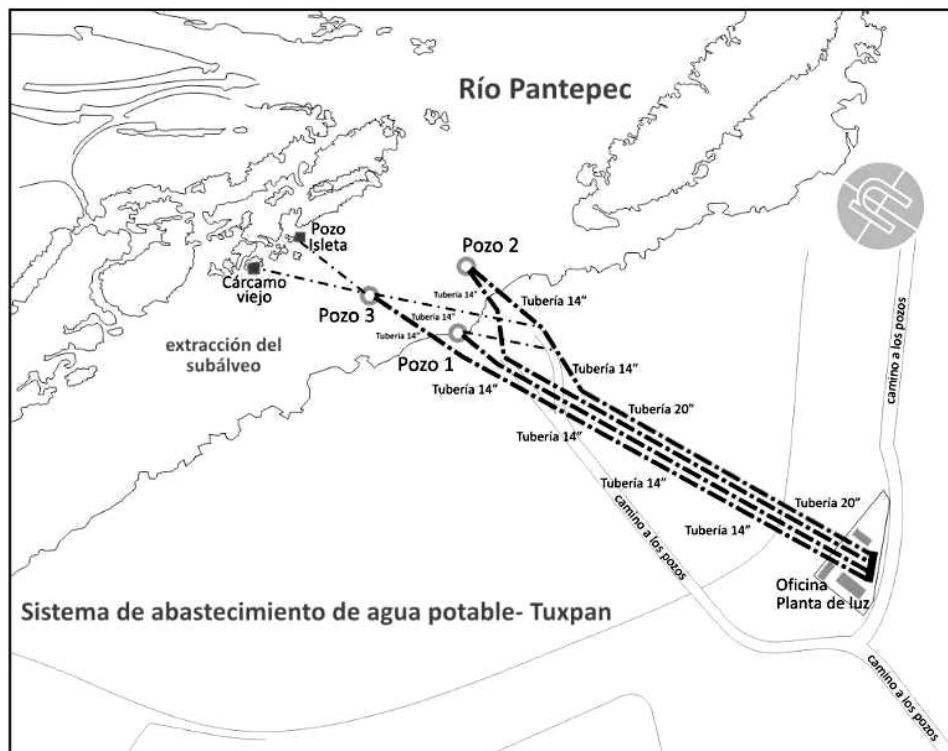 Río Pantepec
Pozo
Isleta
Pozo 2
Cárcamo
viejo
Tubería 14”
Tubería 14”
Pozo 3
Tubería 14”
extracción del
subálveo
Tubería 14”
Pozo 1
Tubería 14”
Tubería 14”
Tubería 20”
Tubería 14”
Tubería 14”
Tubería 20”
Tubería 14”
camino a los pozos
camino a los pozos
Oficina
Planta de luz
Sistema de abastecimiento de agua potable- Tuxpan
camino a los pozos